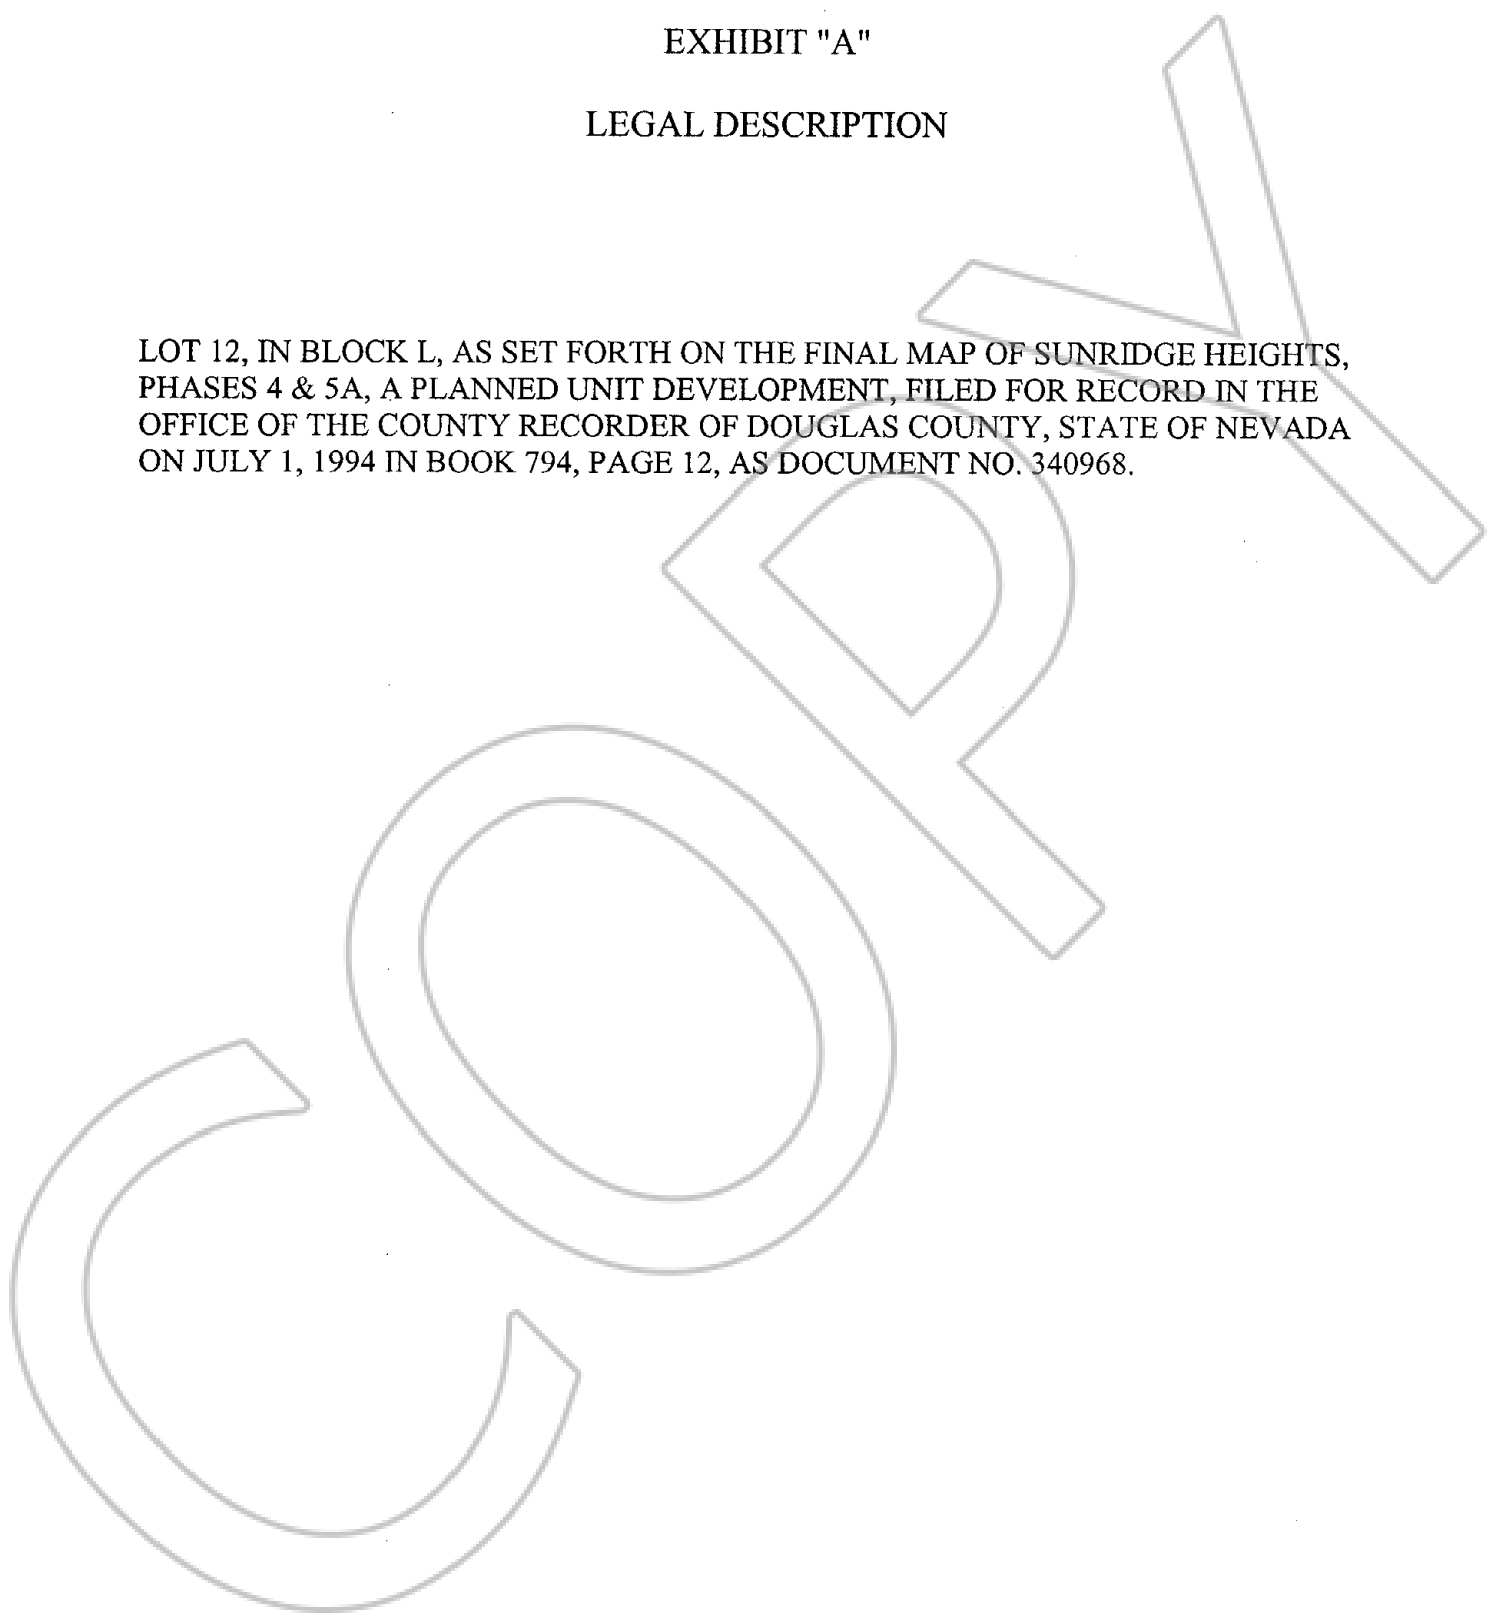 EXHIBIT "A"
LEGAL DESCRIPTION
LOT 12, IN BLOCK L, AS SET FORTH ON THE FINAL MAP OF SUNRIDGE HEIGHTS,
PHASES 4 & 5A, A PLANNED UNIT DEVELOPMENT, FILED FOR RECORD IN THE
OFFICE OF THE COUNTY RECORDER OF DOUGLAS COUNTY, STATE OF NEVADA
ON JULY 1, 1994 IN BOOK 794, PAGE 12, AS DOCUMENT NO. 340968.
COPY